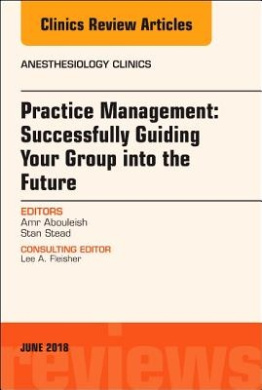 Clinics Review Articles
ANESTHESIOLOGY CLINICS
Practice Management:
Successfully Guiding
Your Group into the
Future
EDITORS
Amr Abouleish
Stan Stead
CONSULTING EDITOR
Lee A. Fleisher
JUNE 2018
reviews